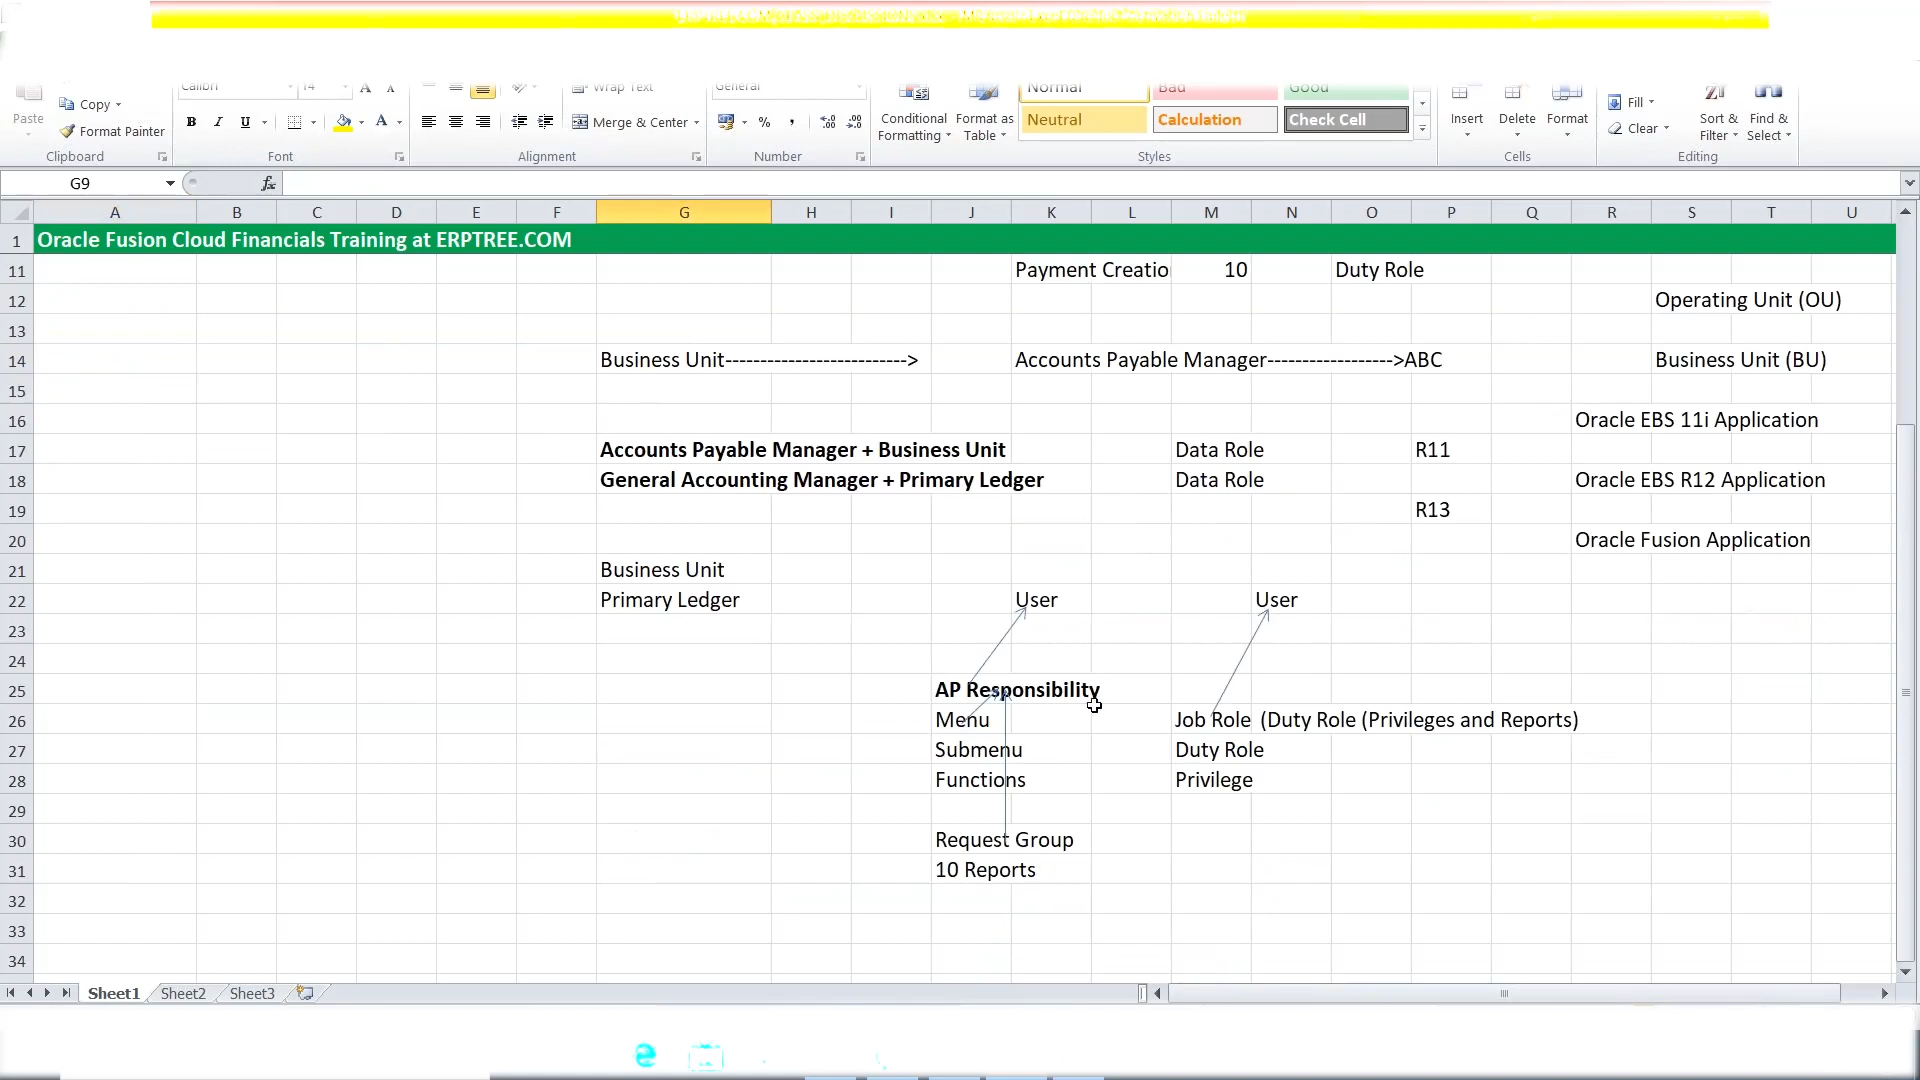 Calibri 14 Wrap Text General Normal Bad Good
Paste Copy Format Painter B I U Merge & Center % , Conditional Formatting Format as Table Neutral Calculation Check Cell Insert Delete Format Fill Clear Sort & Filter Find & Select
Clipboard Font Alignment Number Styles Cells Editing
G9 fx
A B C D E F G H I J K L M N O P Q R S T U
1 Oracle Fusion Cloud Financials Training at ERPTREE.COM
11 Payment Creatio 10 Duty Role
12 Operating Unit (OU)
13
14 Business Unit--------------------------> Accounts Payable Manager------------------>ABC Business Unit (BU)
15
16 Oracle EBS 11i Application
17 Accounts Payable Manager + Business Unit Data Role R11
18 General Accounting Manager + Primary Ledger Data Role Oracle EBS R12 Application
19 R13
20 Oracle Fusion Application
21 Business Unit
22 Primary Ledger User User
23
24
25 AP Responsibility
26 Menu Job Role (Duty Role (Privileges and Reports)
27 Submenu Duty Role
28 Functions Privilege
29
30 Request Group
31 10 Reports
32
33
34
Sheet1 Sheet2 Sheet3